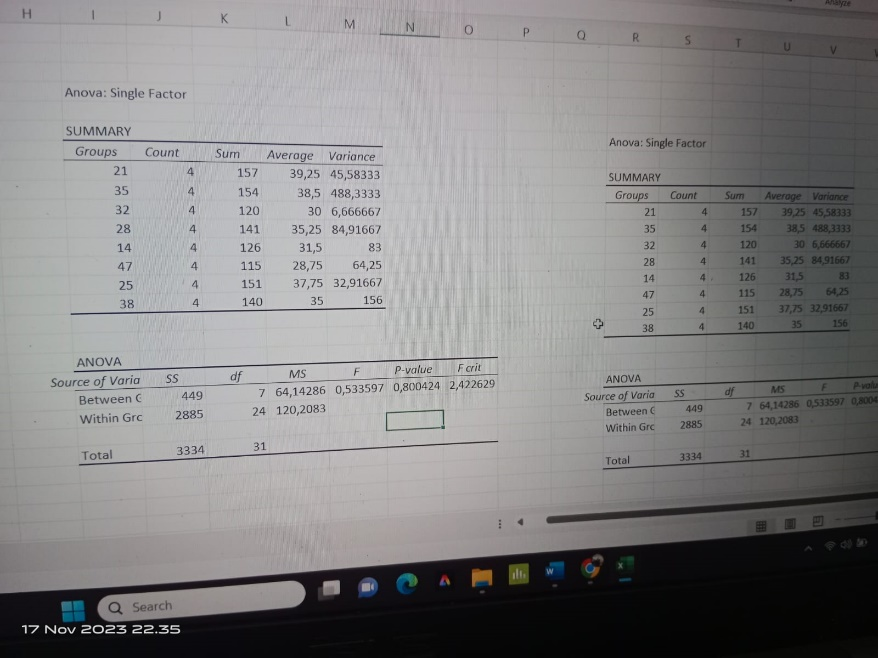 Analyze
H I J K L M N O P Q R S T U V
Anova: Single Factor
SUMMARY
Groups Count Sum Average Variance
21 4 157 39,25 45,58333
35 4 154 38,5 488,3333
32 4 120 30 6,666667
28 4 141 35,25 84,91667
14 4 126 31,5 83
47 4 115 28,75 64,25
25 4 151 37,75 32,91667
38 4 140 35 156
ANOVA
Source of Varia SS df MS F P-value F crit
Between G 449 7 64,14286 0,533597 0,800424 2,422629
Within Grc 2885 24 120,2083
Total 3334 31
Anova: Single Factor
SUMMARY
Groups Count Sum Average Variance
21 4 157 39,25 45,58333
35 4 154 38,5 488,3333
32 4 120 30 6,666667
28 4 141 35,25 84,91667
14 4 126 31,5 83
47 4 115 28,75 64,25
25 4 151 37,75 32,91667
38 4 140 35 156
ANOVA
Source of Varia SS df MS F P-valu
Between G 449 7 64,14286 0,533597 0,8004
Within Grc 2885 24 120,2083
Total 3334 31
Search
17 Nov 2023 22.35